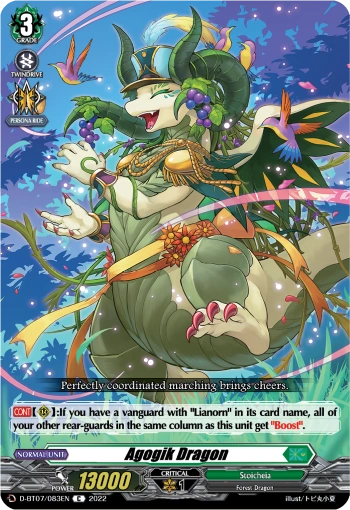 3
GRADE
TWINDRIVE
PERSONA RIDE
Perfectly coordinated marching brings cheers.
CONT【 】:If you have a vanguard with "Lianorn" in its card name, all of
your other rear-guards in the same column as this unit get "Boost".
NORMAL UNIT
Agogik Dragon
POWER 13000
CRITICAL
1
Stoicheia
Forest Dragon
D-BT07/083EN C 2022
illust/トビ丸小夏